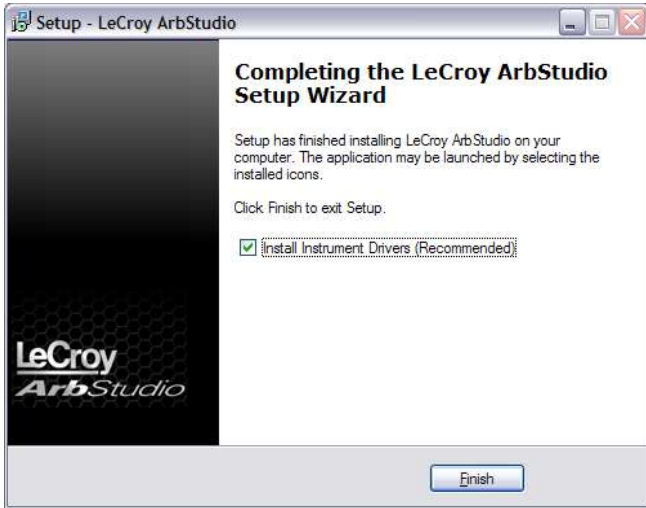 Setup - LeCroy ArbStudio
Completing the LeCroy ArbStudio
Setup Wizard
Setup has finished installing LeCroy ArbStudio on your
computer. The application may be launched by selecting the
installed icons.
Click Finish to exit Setup.
Install Instrument Drivers (Recommended)
LeCroy
ArbStudio
Finish